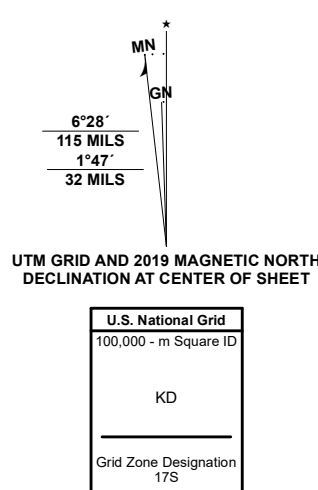 MN
GN
6°28´
115 MILS
1°47´
32 MILS
UTM GRID AND 2019 MAGNETIC NORTH
DECLINATION AT CENTER OF SHEET
U.S. National Grid
100,000 - m Square ID
KD
Grid Zone Designation
17S